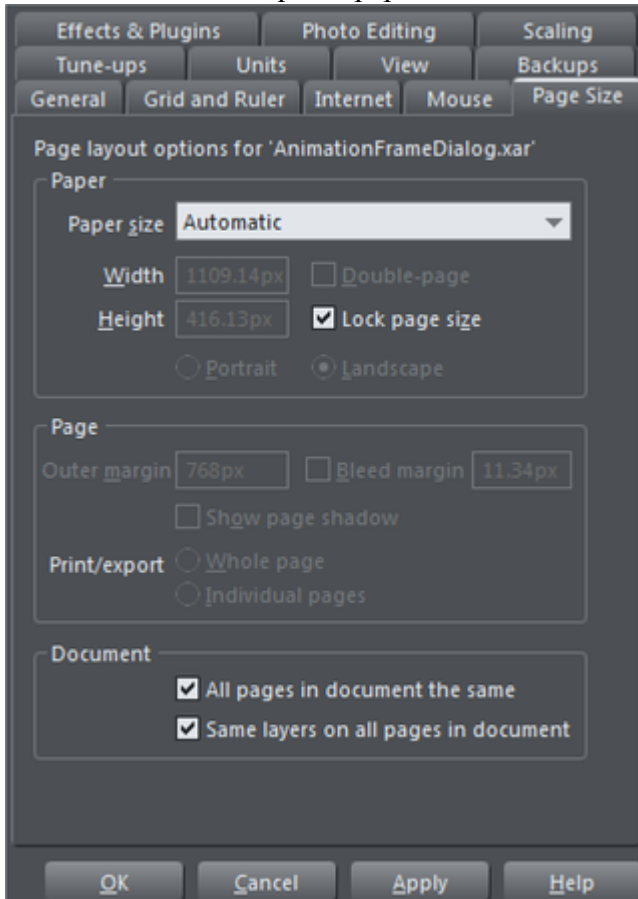 Effects & Plugins Photo Editing Scaling
Tune-ups Units View Backups
General Grid and Ruler Internet Mouse Page Size
Page layout options for 'AnimationFrameDialog.xar'
Paper
Paper size Automatic
Width 1109.14px Double-page
Height 416.13px Lock page size
Portrait Landscape
Page
Outer margin 768px Bleed margin 11.34px
Show page shadow
Print/export Whole page
Individual pages
Document
All pages in document the same
Same layers on all pages in document
OK Cancel Apply Help